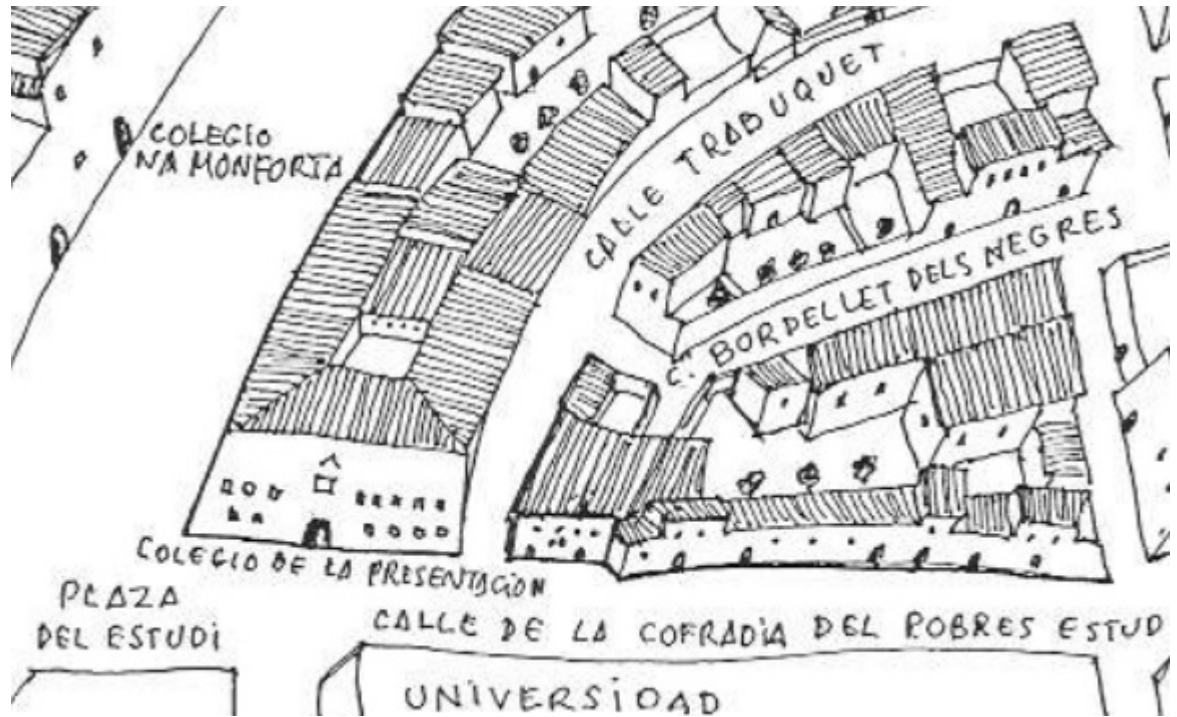 COLEGIO
NA MONFORTA
CALLE TRABUQUET
C. BORDELLET DELS NEGRES
COLEGIO DE LA PRESENTACIÓN
PLAZA
DEL ESTUDI
CALLE DE LA COFRADIA DEL POBRES ESTUD
UNIVERSIDAD